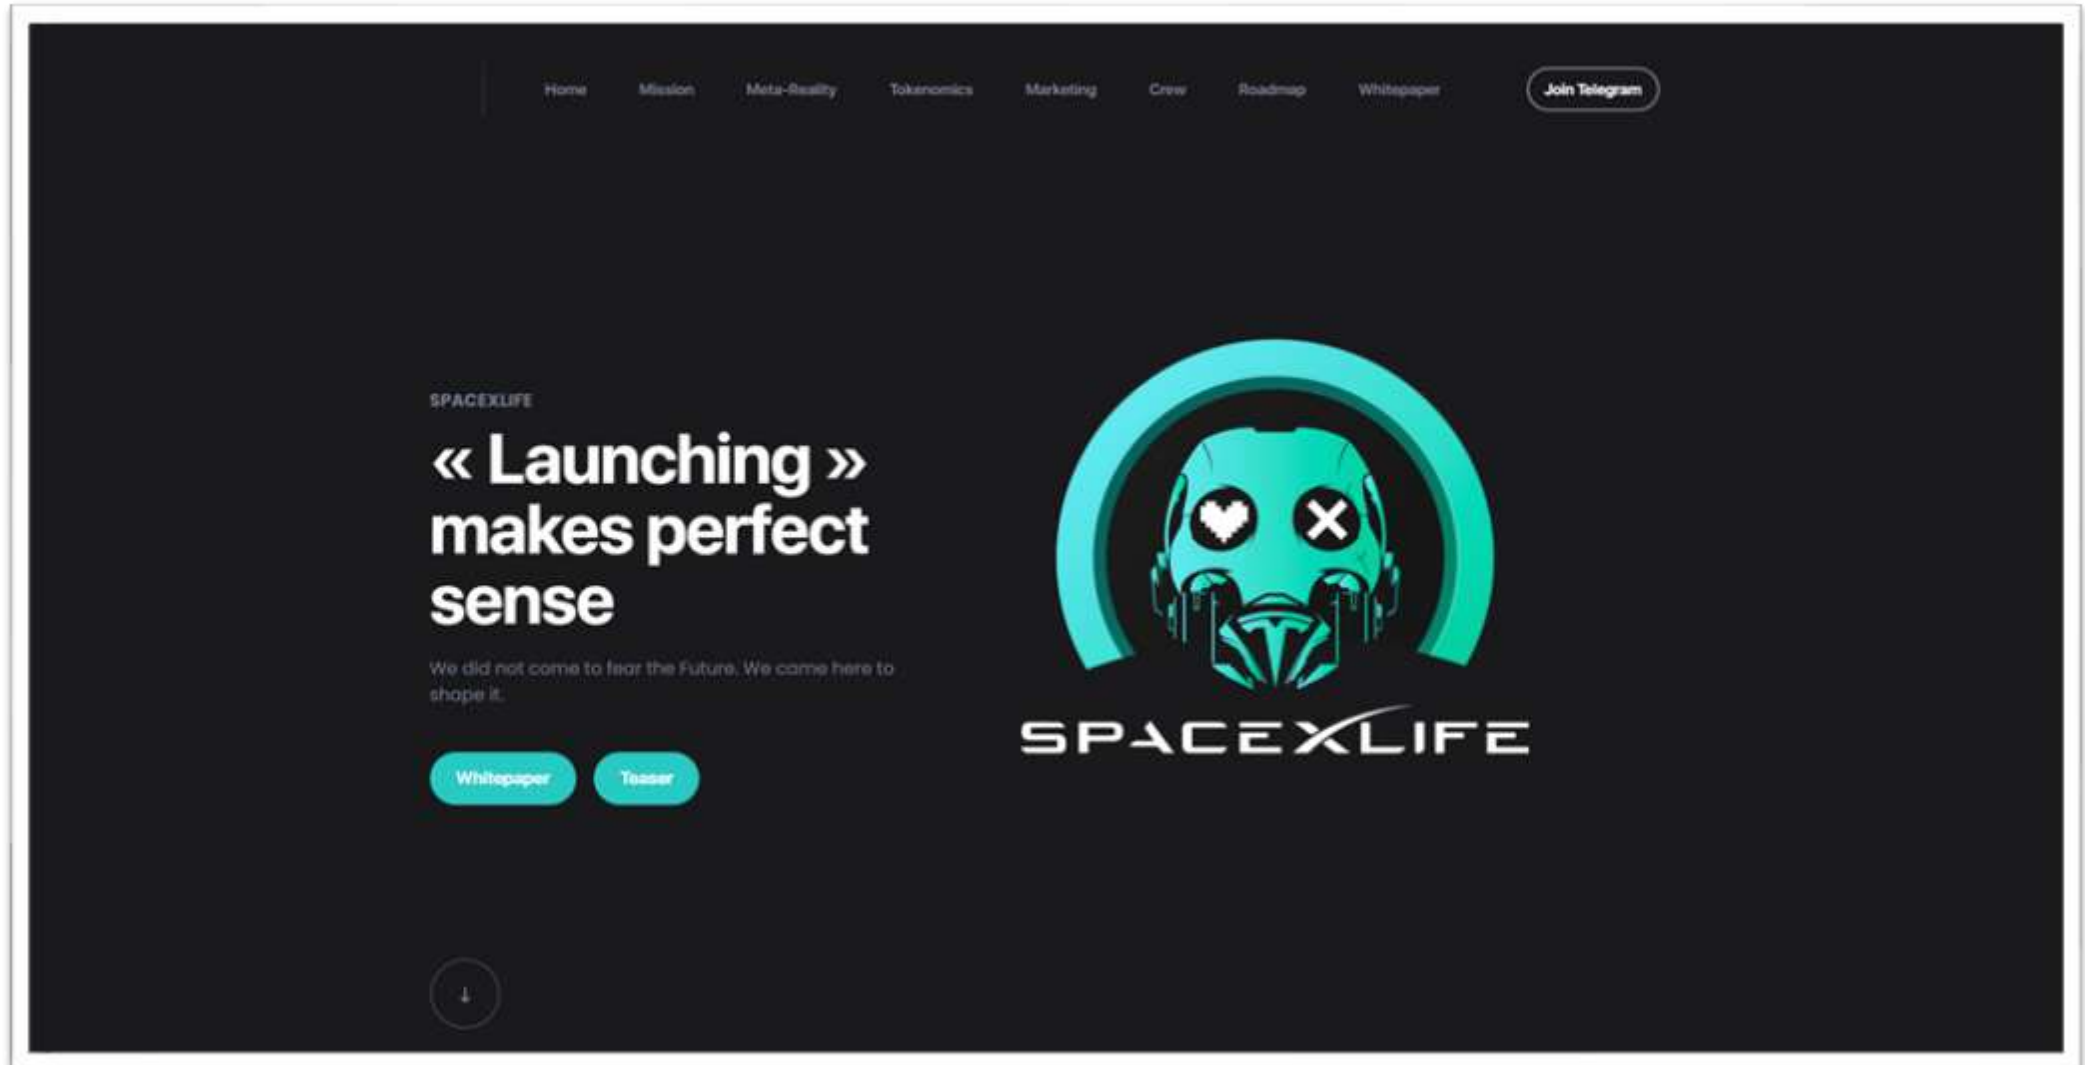 Home Mission Meta-Reality Tokenomics Marketing Crew Roadmap Whitepaper Join Telegram
SPACEXLIFE
« Launching »
makes perfect
sense
We did not come to fear the Future. We came here to
shape it.
Whitepaper Teaser
SPACEXLIFE